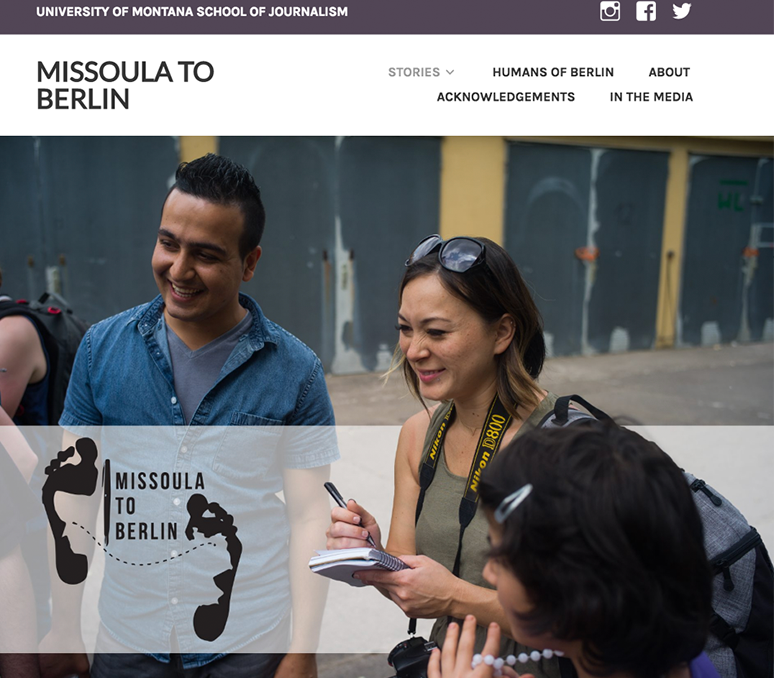 UNIVERSITY OF MONTANA SCHOOL OF JOURNALISM
MISSOULA TO
BERLIN
STORIES
HUMANS OF BERLIN
ABOUT
ACKNOWLEDGEMENTS
IN THE MEDIA
Nikon D800
Nikon
MISSOULA
TO
BERLIN